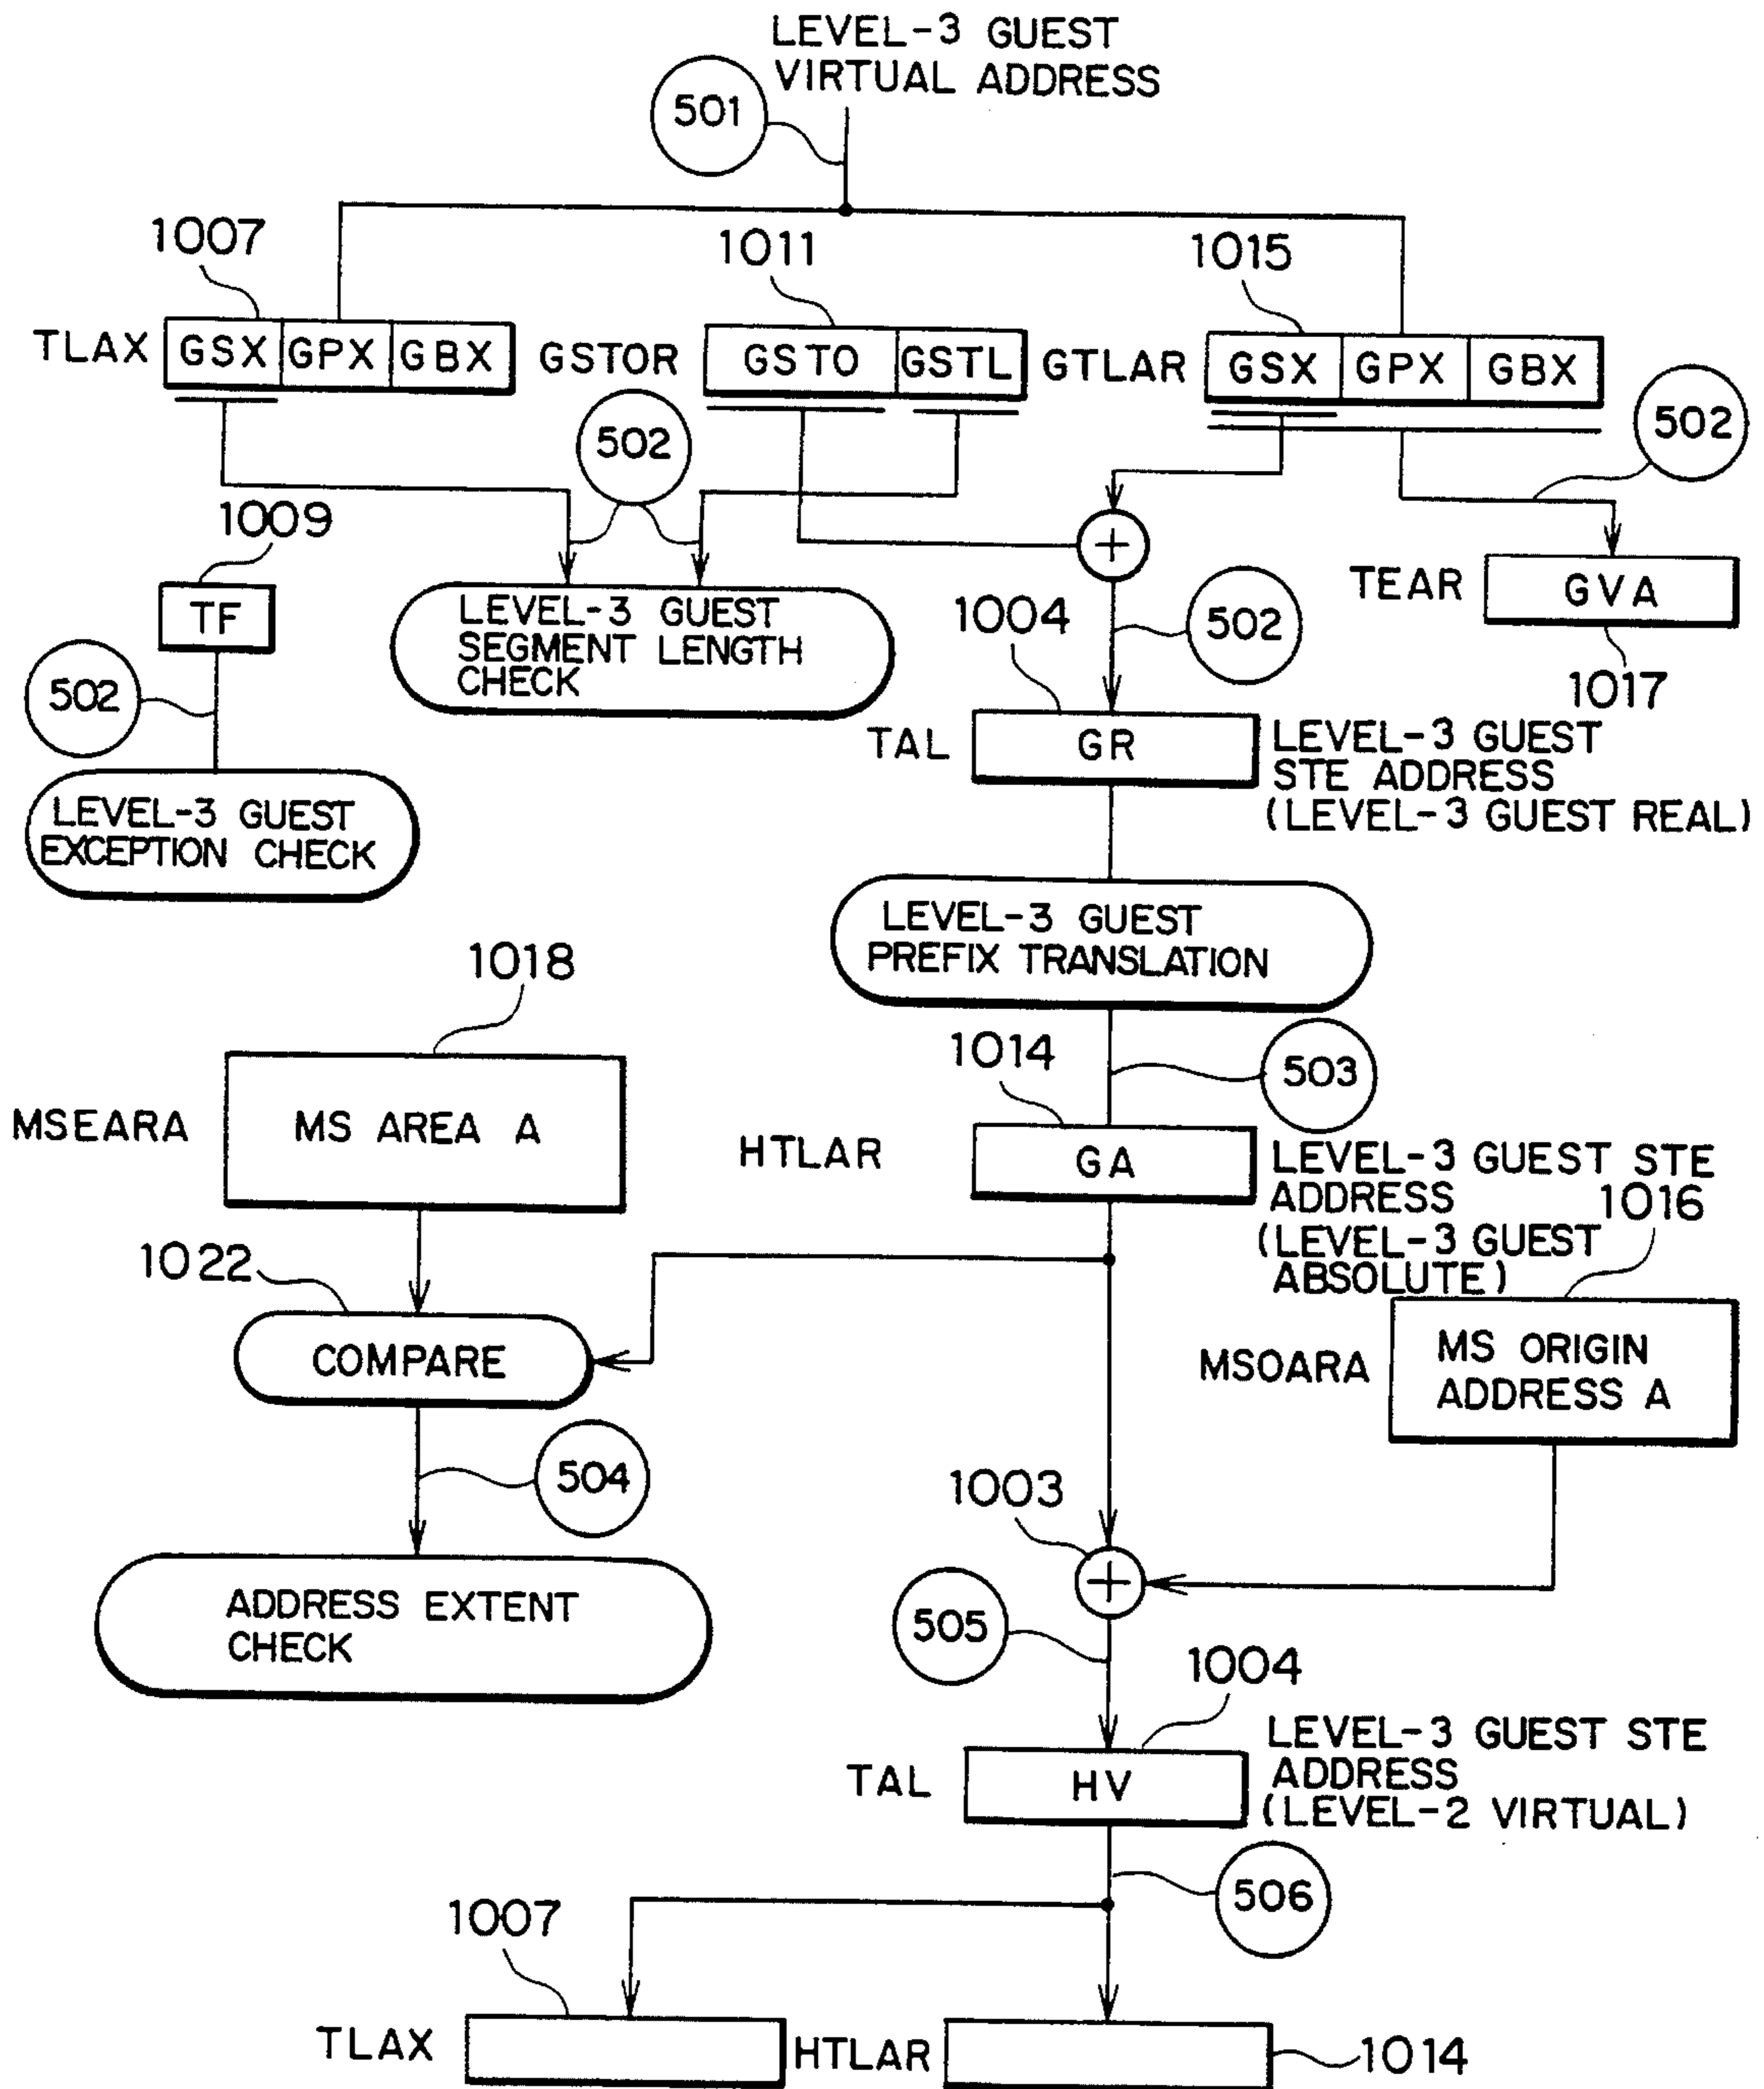 LEVEL-3 GUEST
VIRTUAL ADDRESS
501
1007
1011
1015
TLAX GSX GPX GBX
GSTOR GSTO GSTL
GTLAR GSX GPX GBX
502
502
1009
TF
502
LEVEL-3 GUEST
EXCEPTION CHECK
LEVEL-3 GUEST
SEGMENT LENGTH
CHECK
+
502
TEAR GVA
1017
1004
TAL GR
LEVEL-3 GUEST
STE ADDRESS
(LEVEL-3 GUEST REAL)
LEVEL-3 GUEST
PREFIX TRANSLATION
1018
MSEARA MS AREA A
1014
503
HTLAR GA
LEVEL-3 GUEST STE
ADDRESS
(LEVEL-3 GUEST
ABSOLUTE)
1016
1022
COMPARE
MSOARA
MS ORIGIN
ADDRESS A
504
ADDRESS EXTENT
CHECK
1003
+
505
1004
TAL HV
LEVEL-3 GUEST STE
ADDRESS
(LEVEL-2 VIRTUAL)
506
1007
TLAX
HTLAR
1014